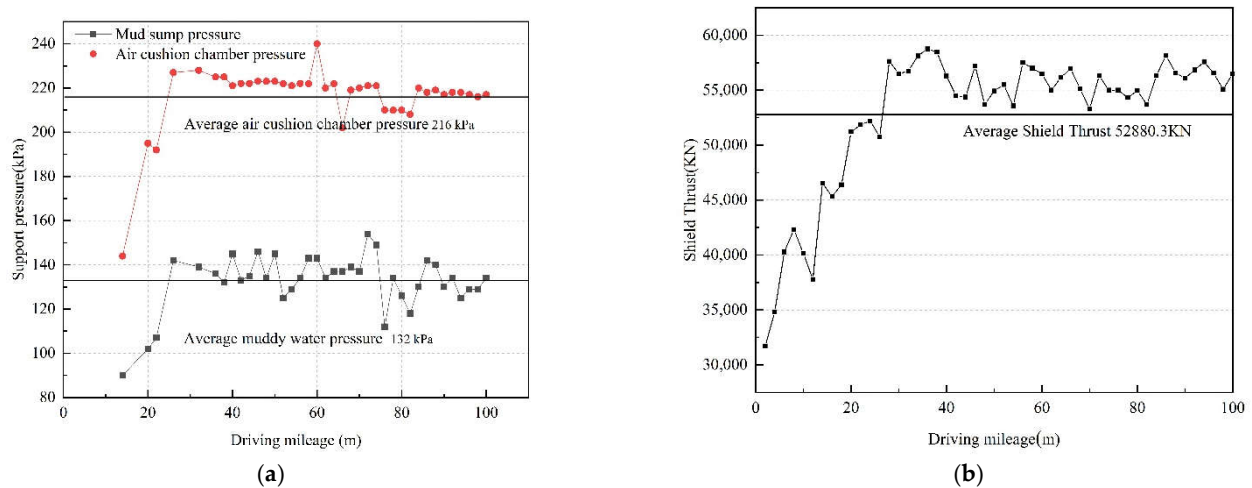 Mud sump pressure
Air cushion chamber pressure
240
220
200
180
160
140
120
100
80
Support pressure(kPa)
Average air cushion chamber pressure 216 kPa
Average muddy water pressure 132 kPa
0
20
40
60
80
100
Driving mileage (m)
(a)
60,000
55,000
50,000
45,000
40,000
35,000
30,000
Shield Thrust(KN)
Average Shield Thrust 52880.3KN
0
20
40
60
80
100
Driving mileage(m)
(b)